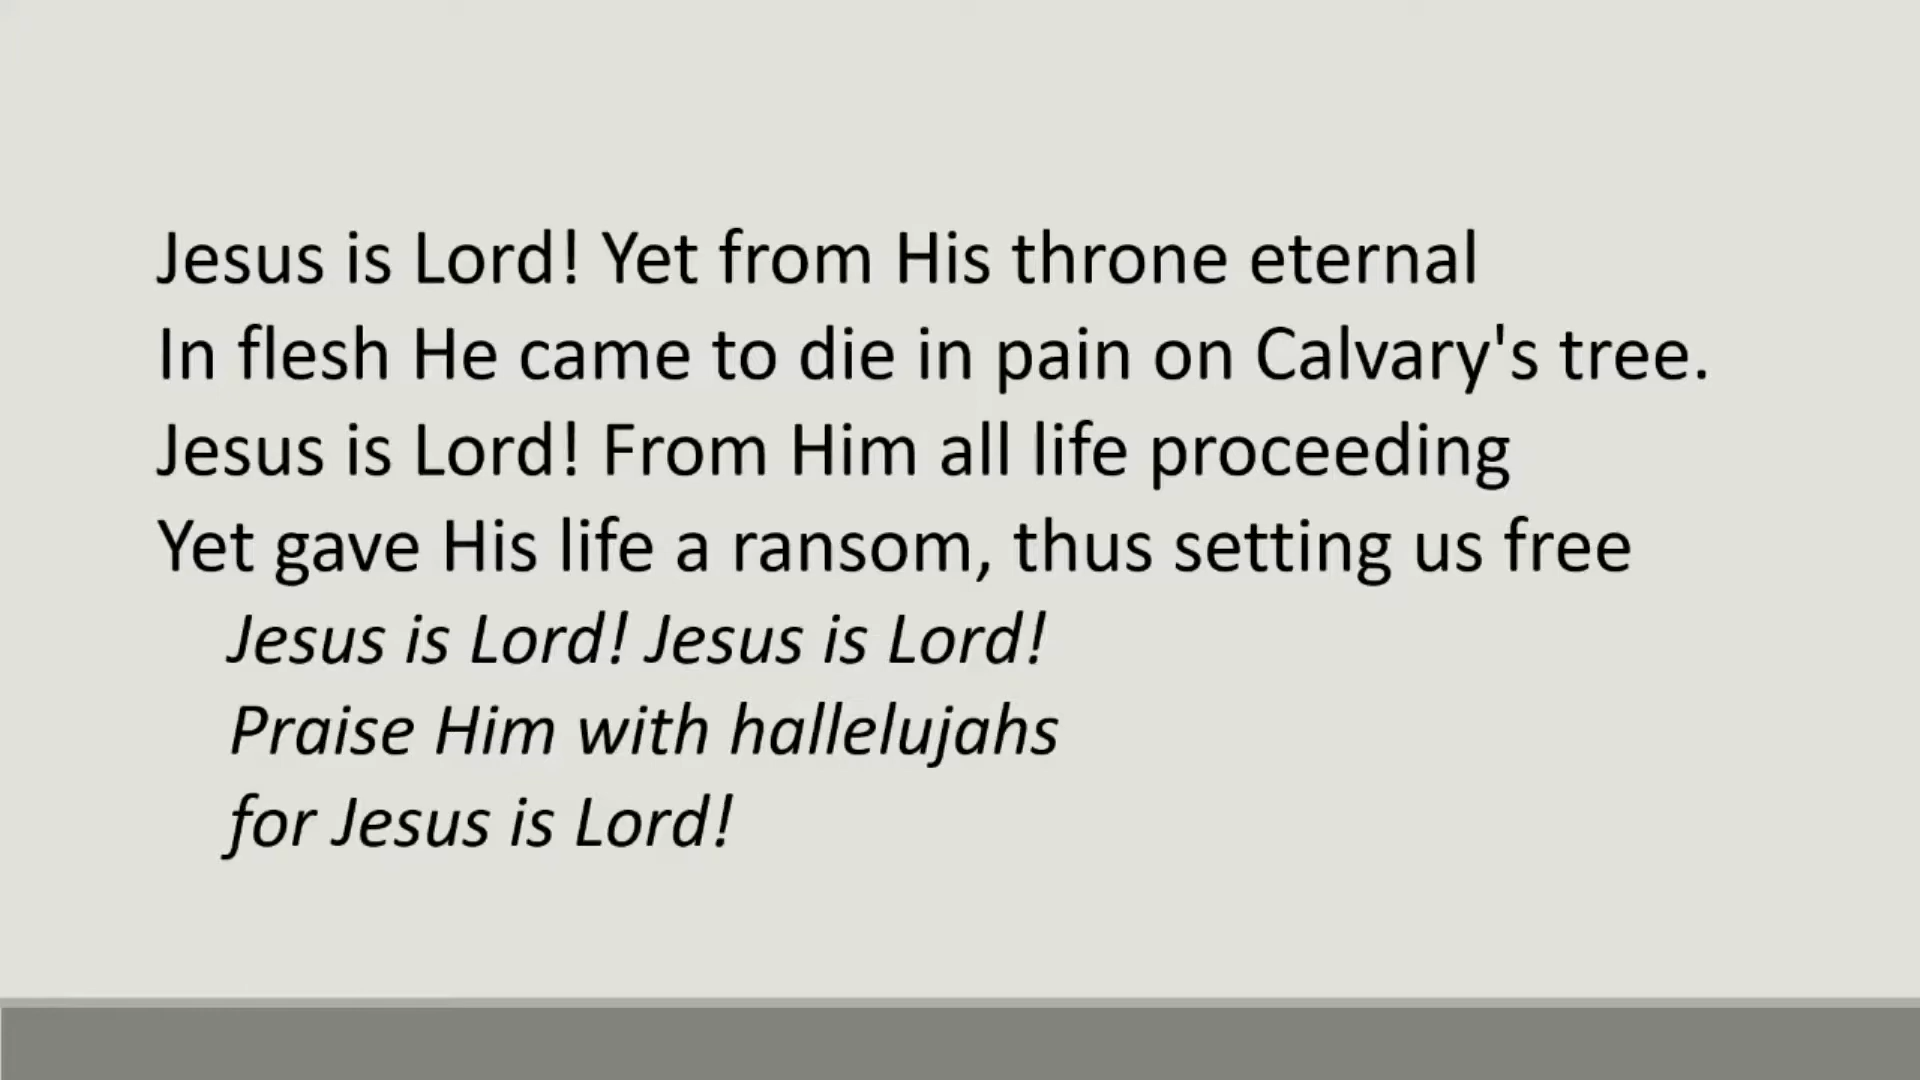 Jesus is Lord! Yet from His throne eternal
In flesh He came to die in pain on Calvary's tree.
Jesus is Lord! From Him all life proceeding
Yet gave His life a ransom, thus setting us free
Jesus is Lord! Jesus is Lord!
Praise Him with hallelujahs
for Jesus is Lord!